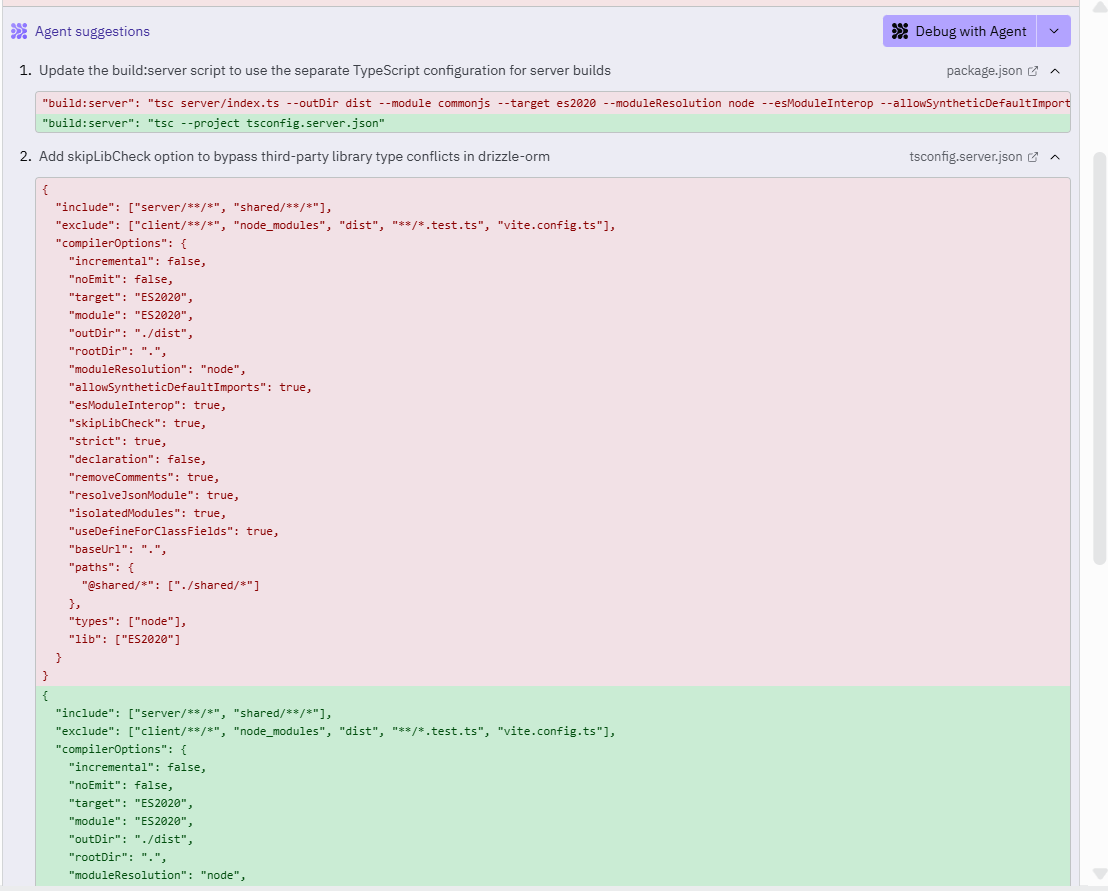 Agent suggestions
Debug with Agent
1. Update the build:server script to use the separate TypeScript configuration for server builds
package.json
"build:server": "tsc server/index.ts --outDir dist --module commonjs --target es2020 --moduleResolution node --esModuleInterop --allowSyntheticDefaultImport
"build:server": "tsc --project tsconfig.server.json"
2. Add skipLibCheck option to bypass third-party library type conflicts in drizzle-orm
tsconfig.server.json
{
"include": ["server/**/*", "shared/**/*"],
"exclude": ["client/**/*", "node_modules", "dist", "**/*.test.ts", "vite.config.ts"],
"compilerOptions": {
"incremental": false,
"noEmit": false,
"target": "ES2020",
"module": "ES2020",
"outDir": "./dist",
"rootDir": ".",
"moduleResolution": "node",
"allowSyntheticDefaultImports": true,
"esModuleInterop": true,
"skipLibCheck": true,
"strict": true,
"declaration": false,
"removeComments": true,
"resolveJsonModule": true,
"isolatedModules": true,
"useDefineForClassFields": true,
"baseUrl": ".",
"paths": {
"@shared/*": ["./shared/*"]
},
"types": ["node"],
"lib": ["ES2020"]
}
}
{
"include": ["server/**/*", "shared/**/*"],
"exclude": ["client/**/*", "node_modules", "dist", "**/*.test.ts", "vite.config.ts"],
"compilerOptions": {
"incremental": false,
"noEmit": false,
"target": "ES2020",
"module": "ES2020",
"outDir": "./dist",
"rootDir": ".",
"moduleResolution": "node",